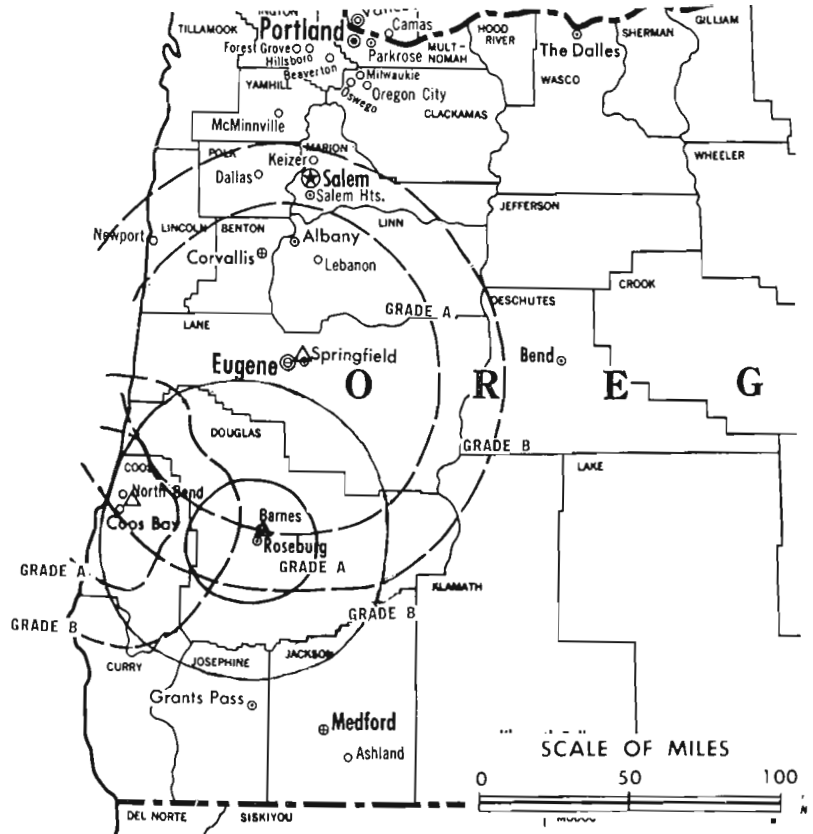 TILLAMOOK
Portland
Camas
HOOD
RIVER
SHERMAN
GILLIAM
Forest Grove
Hillsboro
Beaverton
Parkrose
MULT-
NOMAH
The Dalles
YAMHILL
Milwaukie
Oswego
Oregon City
WASCO
CLACKAMAS
McMinnville
POLK
MARION
Keizer
WHEELER
Dallas
Salem
Salem Hts.
JEFFERSON
Newport
LINCOLN
BENTON
LINN
Albany
Corvallis
Lebanon
CROOK
DESCHUTES
GRADE A
LANE
Eugene
Springfield
Bend
O R E G
DOUGLAS
GRADE B
COOS
LAKE
North Bend
Coos Bay
Barnes
Roseburg
GRADE A
GRADE A
KLAMATH
GRADE B
GRADE B
CURRY
JOSEPHINE
JACKSON
Grants Pass
Medford
Ashland
SCALE OF MILES
0 50 100
DEL NORTE
SISKIYOU